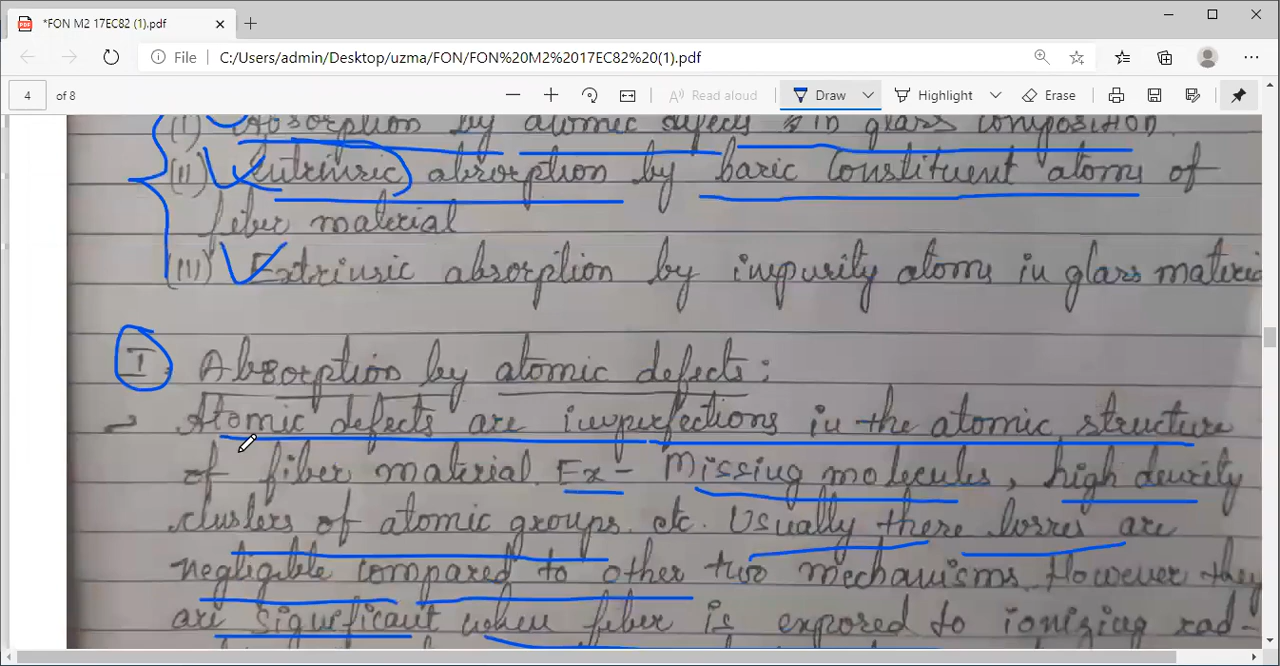 *FON M2 17EC82 (1).pdf
File C:/Users/admin/Desktop/uzma/FON/FON%20M2%2017EC82%20(1).pdf
4 of 8 Read aloud Draw Highlight Erase
(I) Absorption by atomic defects in glass composition.
(II) Intrinsic absorption by basic Constituent atoms of
fiber material
(III) Extrinsic absorption by impurity atoms in glass materia
I. Absorption by atomic defects:
→ Atomic defects are imperfections in the atomic structure
of fiber material. Ex - Missing molecules, high density
clusters of atomic groups. etc. Usually these losses are
negligible compared to other two mechanisms. However they
are significant when fiber is exposed to ionizing rad-